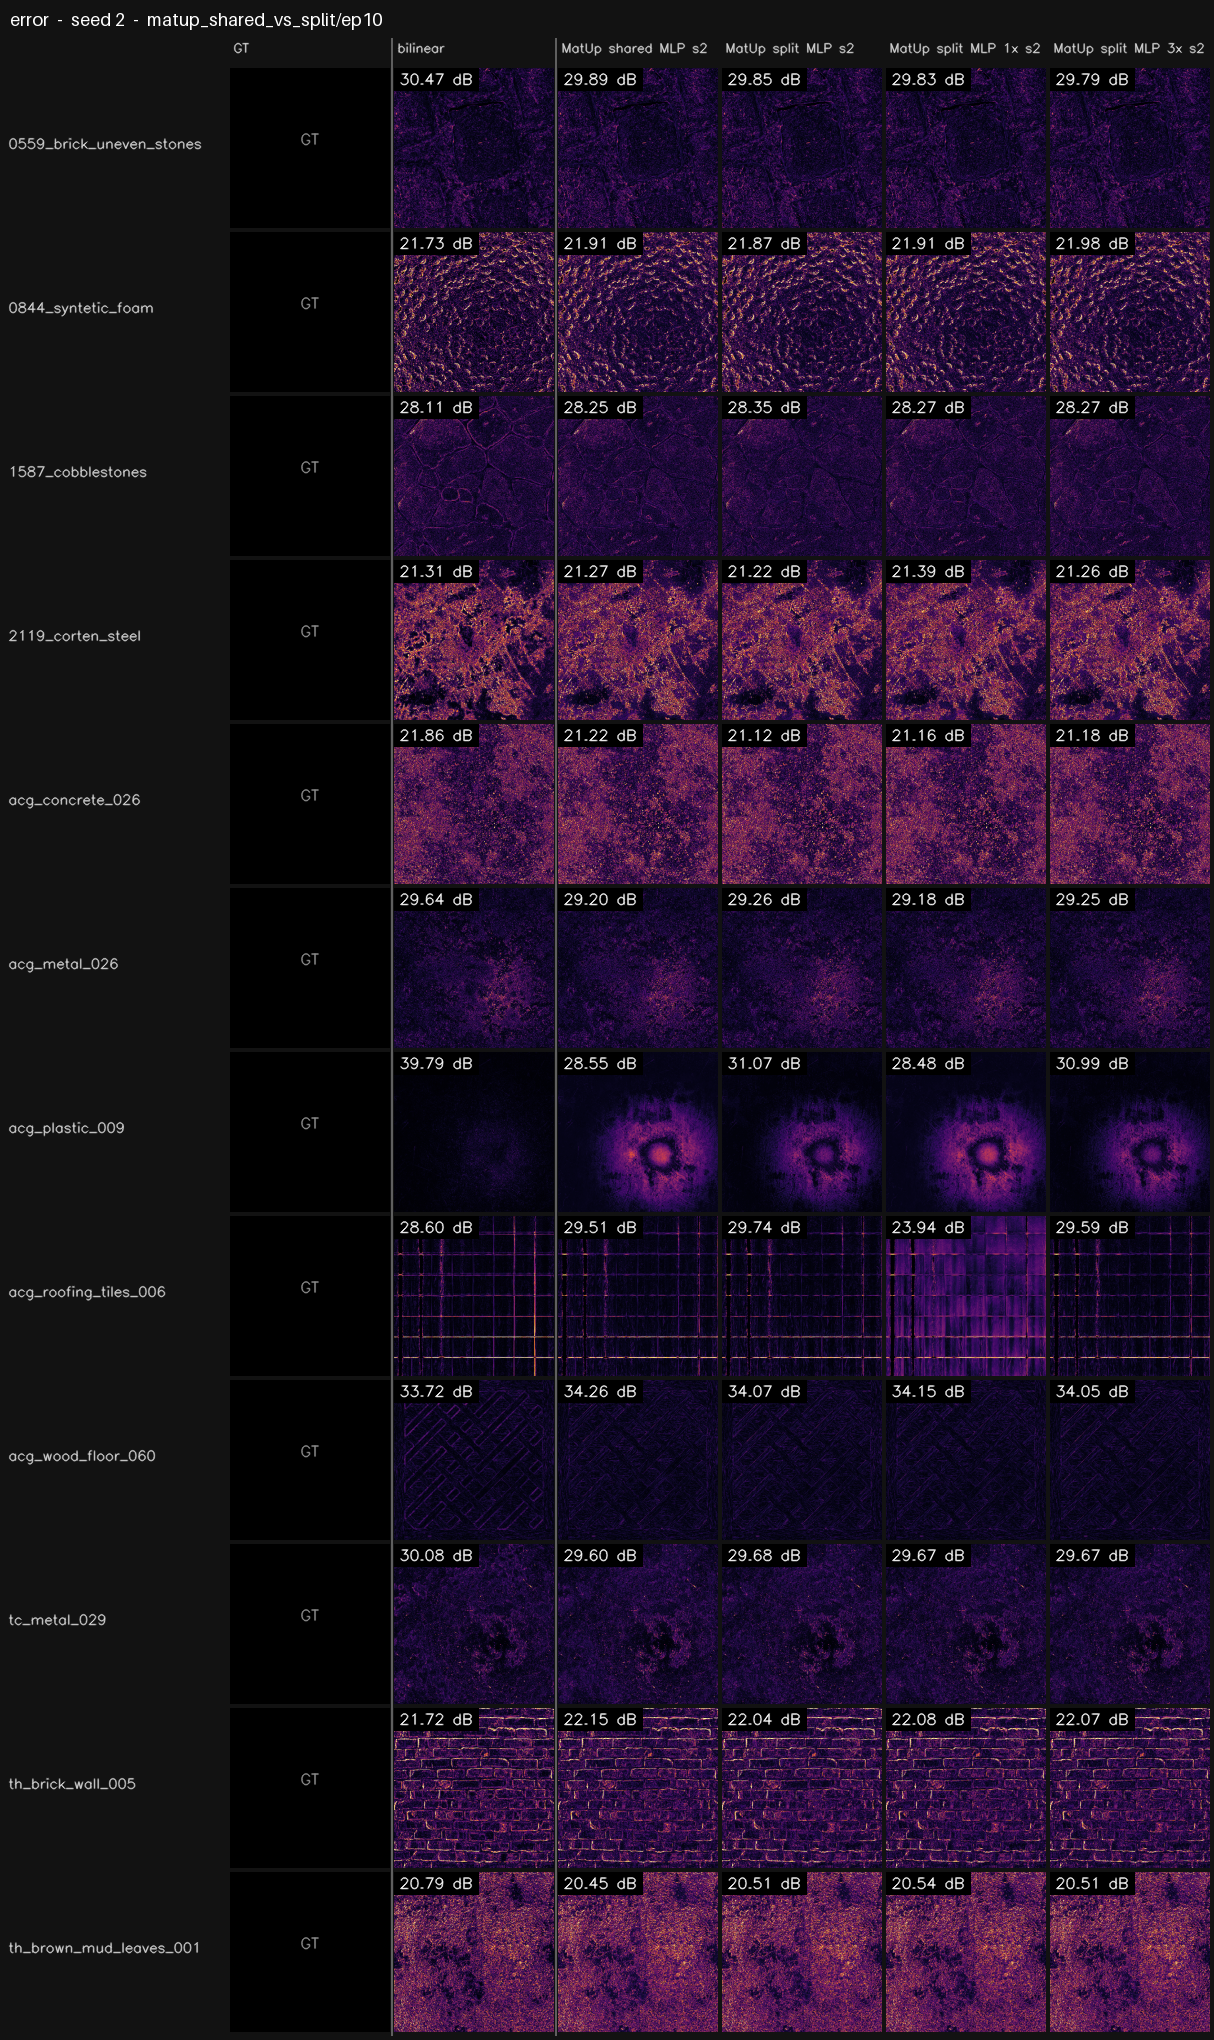 error - seed 2 - matup_shared_vs_split/ep10
GT bilinear MatUp shared MLP s2 MatUp split MLP s2 MatUp split MLP 1x s2 MatUp split MLP 3x s2
30.47 dB 29.89 dB 29.85 dB 29.83 dB 29.79 dB
0559_brick_uneven_stones GT
21.73 dB 21.91 dB 21.87 dB 21.91 dB 21.98 dB
0844_syntetic_foam GT
28.11 dB 28.25 dB 28.35 dB 28.27 dB 28.27 dB
1587_cobblestones GT
21.31 dB 21.27 dB 21.22 dB 21.39 dB 21.26 dB
2119_corten_steel GT
21.86 dB 21.22 dB 21.12 dB 21.16 dB 21.18 dB
acg_concrete_026 GT
29.64 dB 29.20 dB 29.26 dB 29.18 dB 29.25 dB
acg_metal_026 GT
39.79 dB 28.55 dB 31.07 dB 28.48 dB 30.99 dB
acg_plastic_009 GT
28.60 dB 29.51 dB 29.74 dB 23.94 dB 29.59 dB
acg_roofing_tiles_006 GT
33.72 dB 34.26 dB 34.07 dB 34.15 dB 34.05 dB
acg_wood_floor_060 GT
30.08 dB 29.60 dB 29.68 dB 29.67 dB 29.67 dB
tc_metal_029 GT
21.72 dB 22.15 dB 22.04 dB 22.08 dB 22.07 dB
th_brick_wall_005 GT
20.79 dB 20.45 dB 20.51 dB 20.54 dB 20.51 dB
th_brown_mud_leaves_001 GT